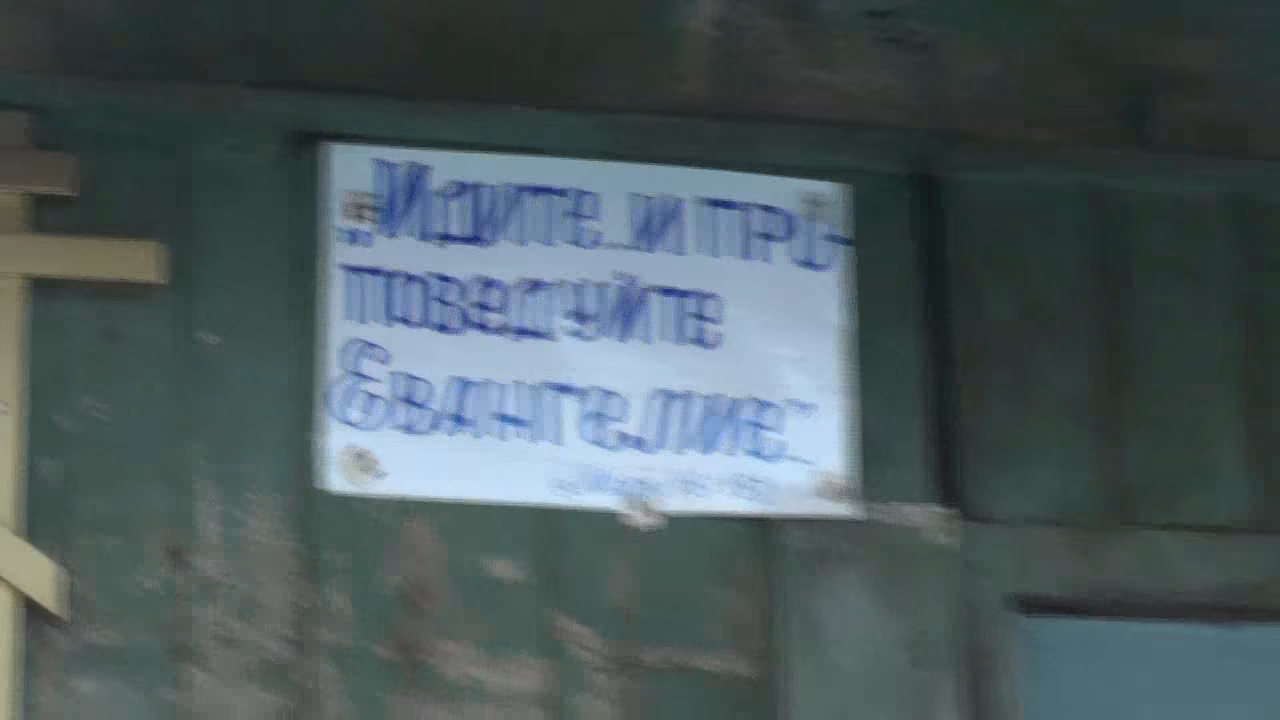 „Идите и про-
поведуйте
Евангелие"